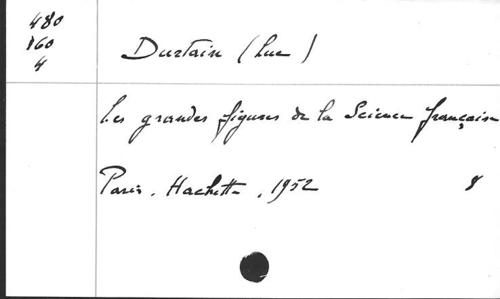 480
160
4
Durtain (Luc)
Les grandes figures de la Science française
Paris. Hachette, 1952 8